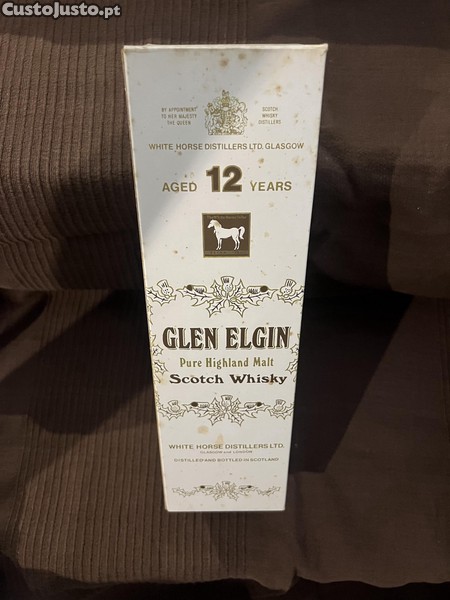 CustoJusto.pt
BY APPOINTMENT
TO HER MAJESTY
THE QUEEN
SCOTCH
WHISKY
DISTILLERS
WHITE HORSE DISTILLERS LTD. GLASGOW
AGED 12 YEARS
GLEN ELGIN
Pure Highland Malt
Scotch Whisky
WHITE HORSE DISTILLERS LTD.
GLASGOW and LONDON
DISTILLED AND BOTTLED IN SCOTLAND